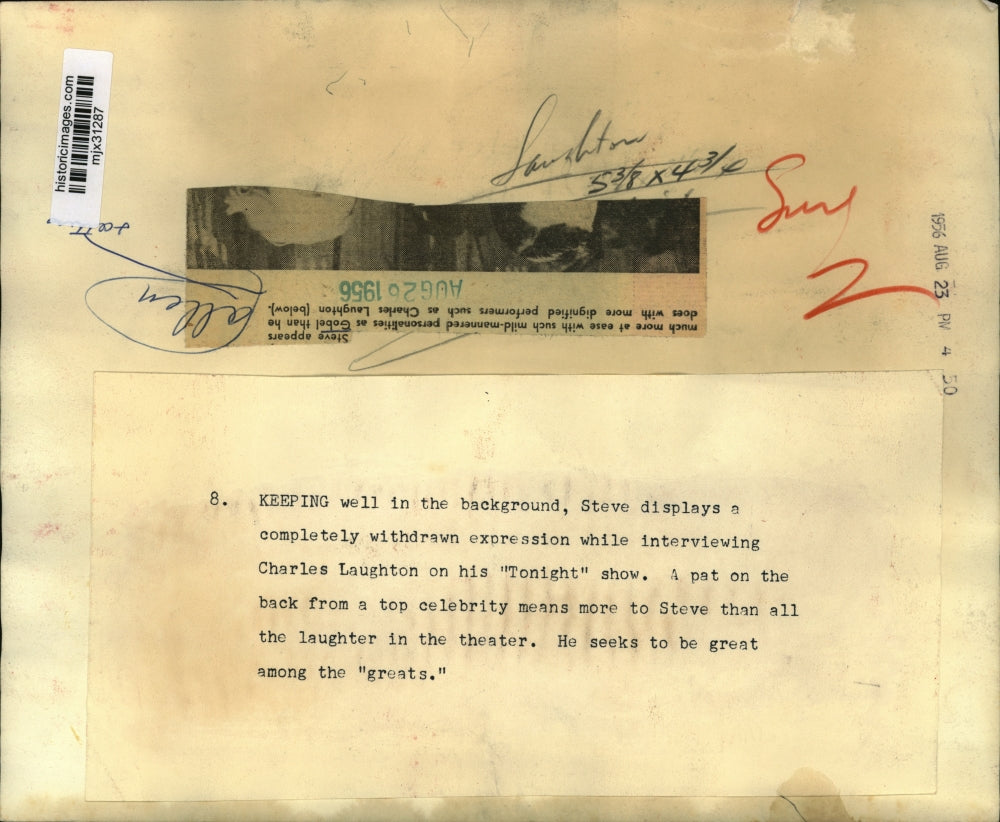 historicimages.com
mjx31287
Laughton
5 3/8 X 4 3/4
1956 AUG 23 PM 4 50
allen
Steve appears
much more at ease with such mild-mannered personalities as Gobel than he
does with more dignified performers such as Charles Laughton (below).
AUG 26 1956
8. KEEPING well in the background, Steve displays a
completely withdrawn expression while interviewing
Charles Laughton on his "Tonight" show. A pat on the
back from a top celebrity means more to Steve than all
the laughter in the theater. He seeks to be great
among the "greats."